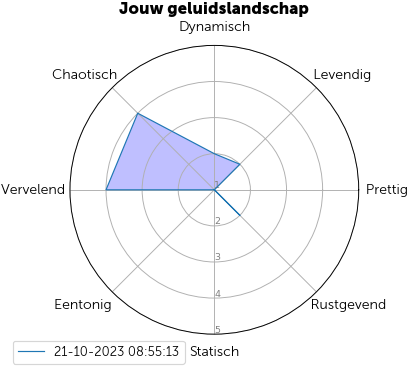 Jouw geluidslandschap
Dynamisch
Chaotisch
Levendig
Vervelend
Prettig
1
2
3
4
5
Eentonig
Rustgevend
Statisch
21-10-2023 08:55:13